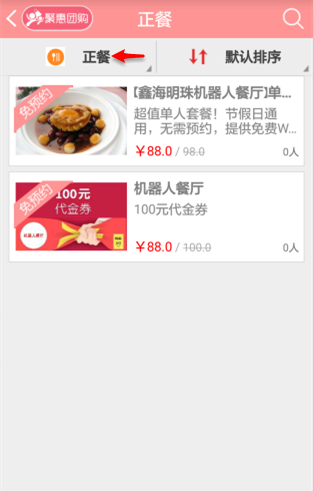 聚惠团购
正餐
正餐
默认排序
免预约
【鑫海明珠机器人餐厅】单...
超值单人套餐！节假日通
用，无需预约，提供免费W...
￥88.0 / 98.0
0人
免预约
100元
代金券
机器人餐厅
机器人餐厅
100元代金券
￥88.0 / 100.0
0人